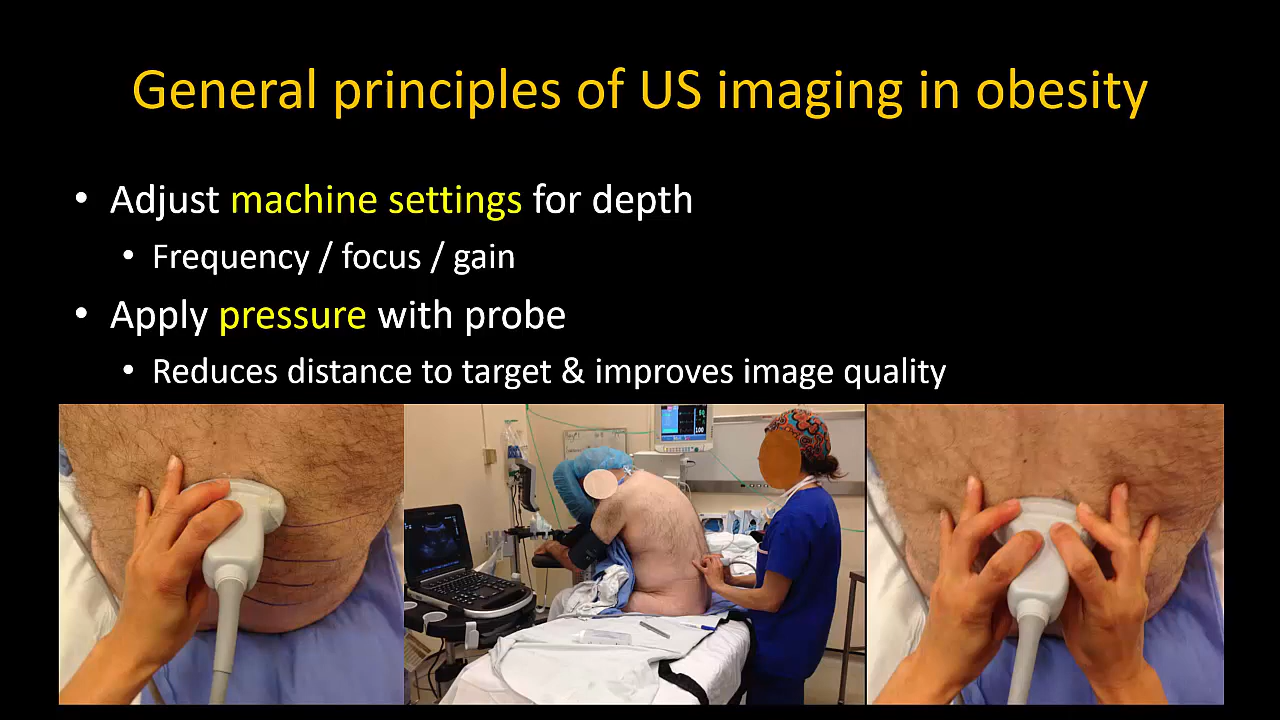 General principles of US imaging in obesity
• Adjust machine settings for depth
• Frequency / focus / gain
• Apply pressure with probe
• Reduces distance to target & improves image quality